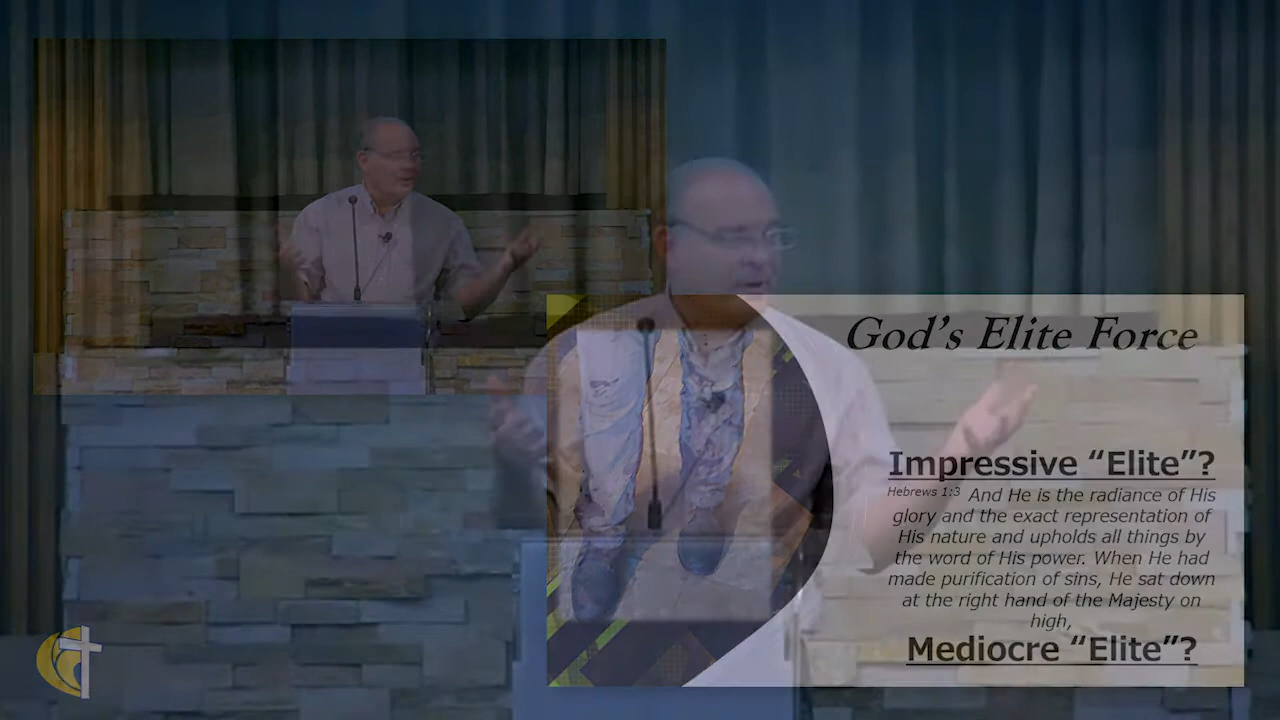 God’s Elite Force
Impressive “Elite”?
Hebrews 1:3 And He is the radiance of His
glory and the exact representation of
His nature and upholds all things by
the word of His power. When He had
made purification of sins, He sat down
at the right hand of the Majesty on
high,
Mediocre “Elite”?